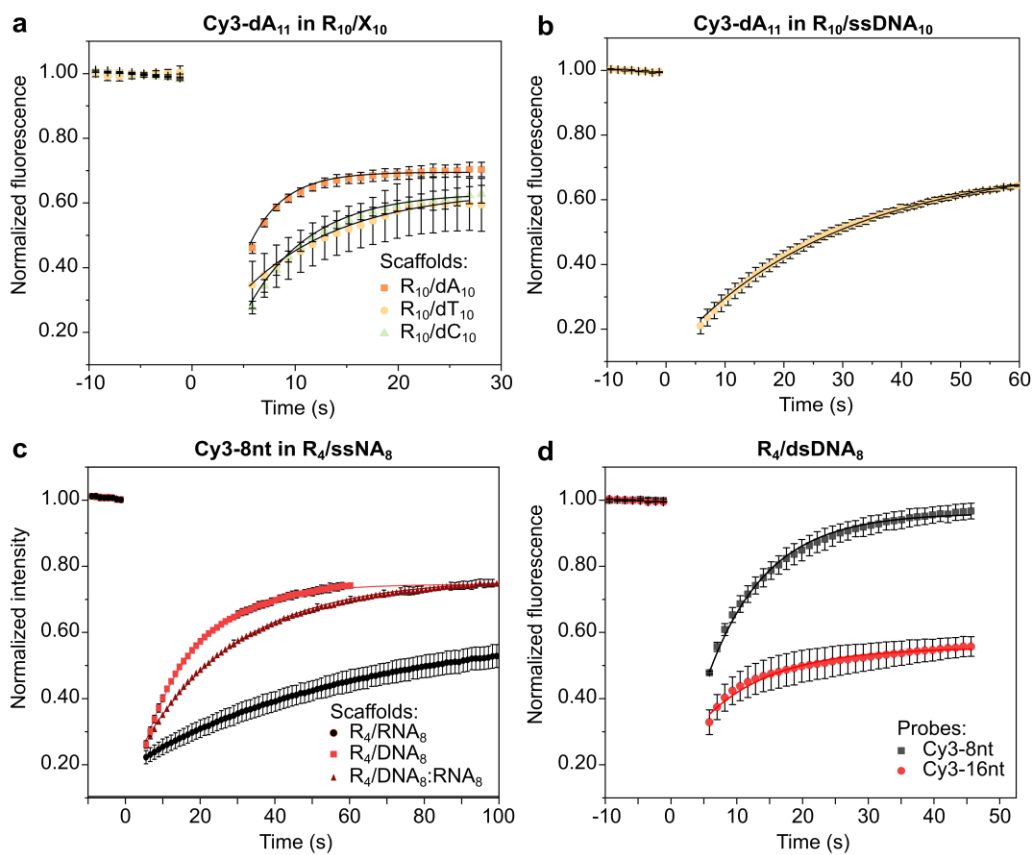 a
Cy3-dA₁₁ in R₁₀/X₁₀
Normalized fluorescence
1.00
0.80
0.60
0.40
0.20
Scaffolds:
R₁₀/dA₁₀
R₁₀/dT₁₀
R₁₀/dC₁₀
-10 0 10 20 30
Time (s)
b
Cy3-dA₁₁ in R₁₀/ssDNA₁₀
Normalized fluorescence
1.00
0.80
0.60
0.40
0.20
-10 0 10 20 30 40 50 60
Time (s)
c
Cy3-8nt in R₄/ssNA₈
Normalized intensity
1.00
0.80
0.60
0.40
0.20
Scaffolds:
R₄/RNA₈
R₄/DNA₈
R₄/DNA₈:RNA₈
0 20 40 60 80 100
Time (s)
d
R₄/dsDNA₈
Normalized fluorescence
1.00
0.80
0.60
0.40
0.20
Probes:
Cy3-8nt
Cy3-16nt
-10 0 10 20 30 40 50
Time (s)